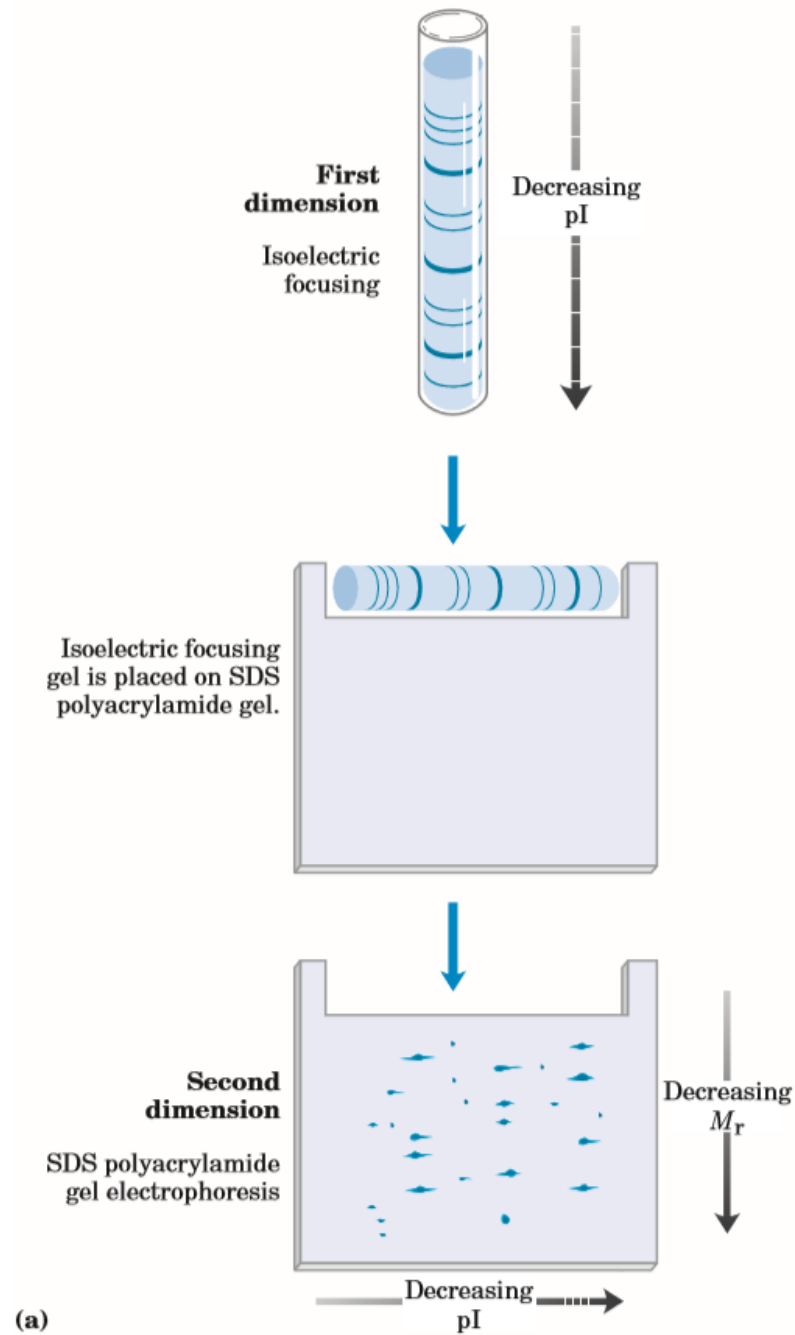 First
dimension
Isoelectric
focusing
Decreasing
pI
Isoelectric focusing
gel is placed on SDS
polyacrylamide gel.
Second
dimension
SDS polyacrylamide
gel electrophoresis
Decreasing
Mr
Decreasing
pI
(a)